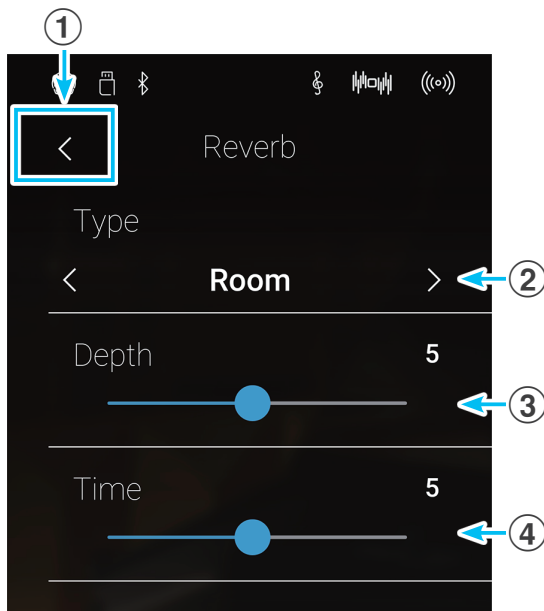 ①
Reverb
Type
Room
②
Depth 5
③
Time 5
④